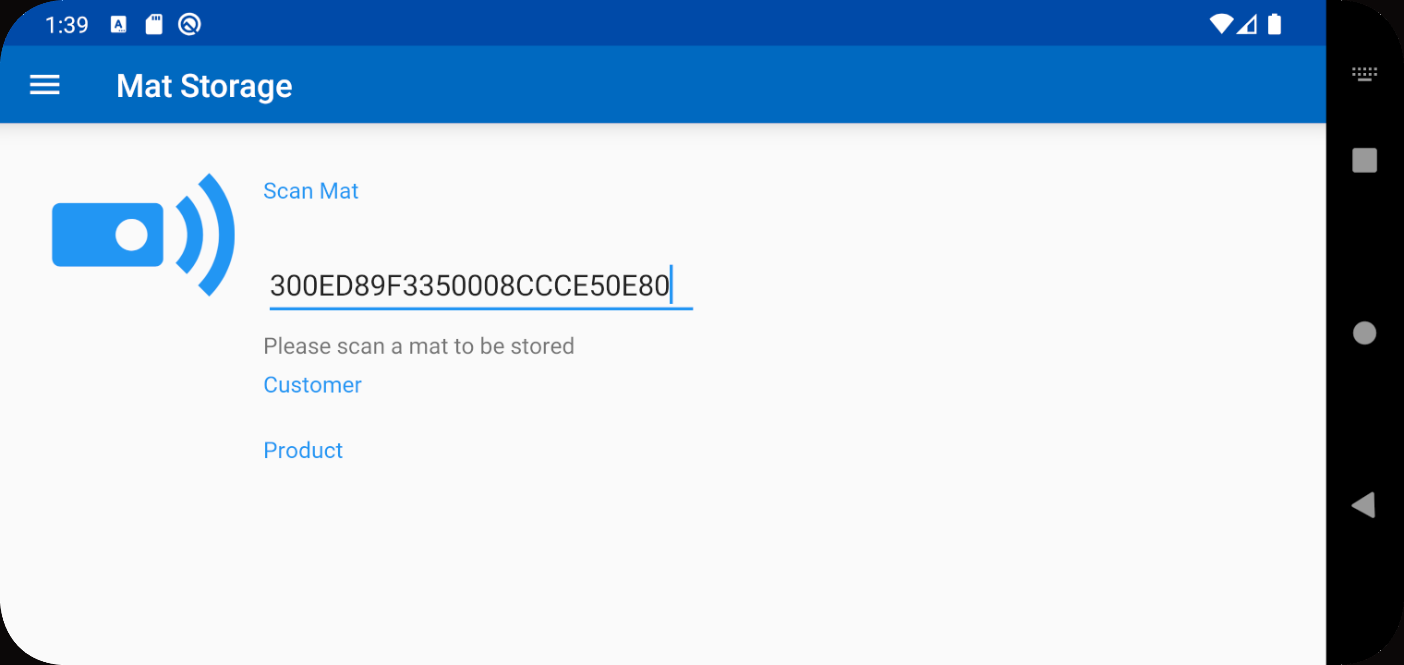 1:39
Mat Storage
Scan Mat
300ED89F3350008CCCE50E80
Please scan a mat to be stored
Customer
Product